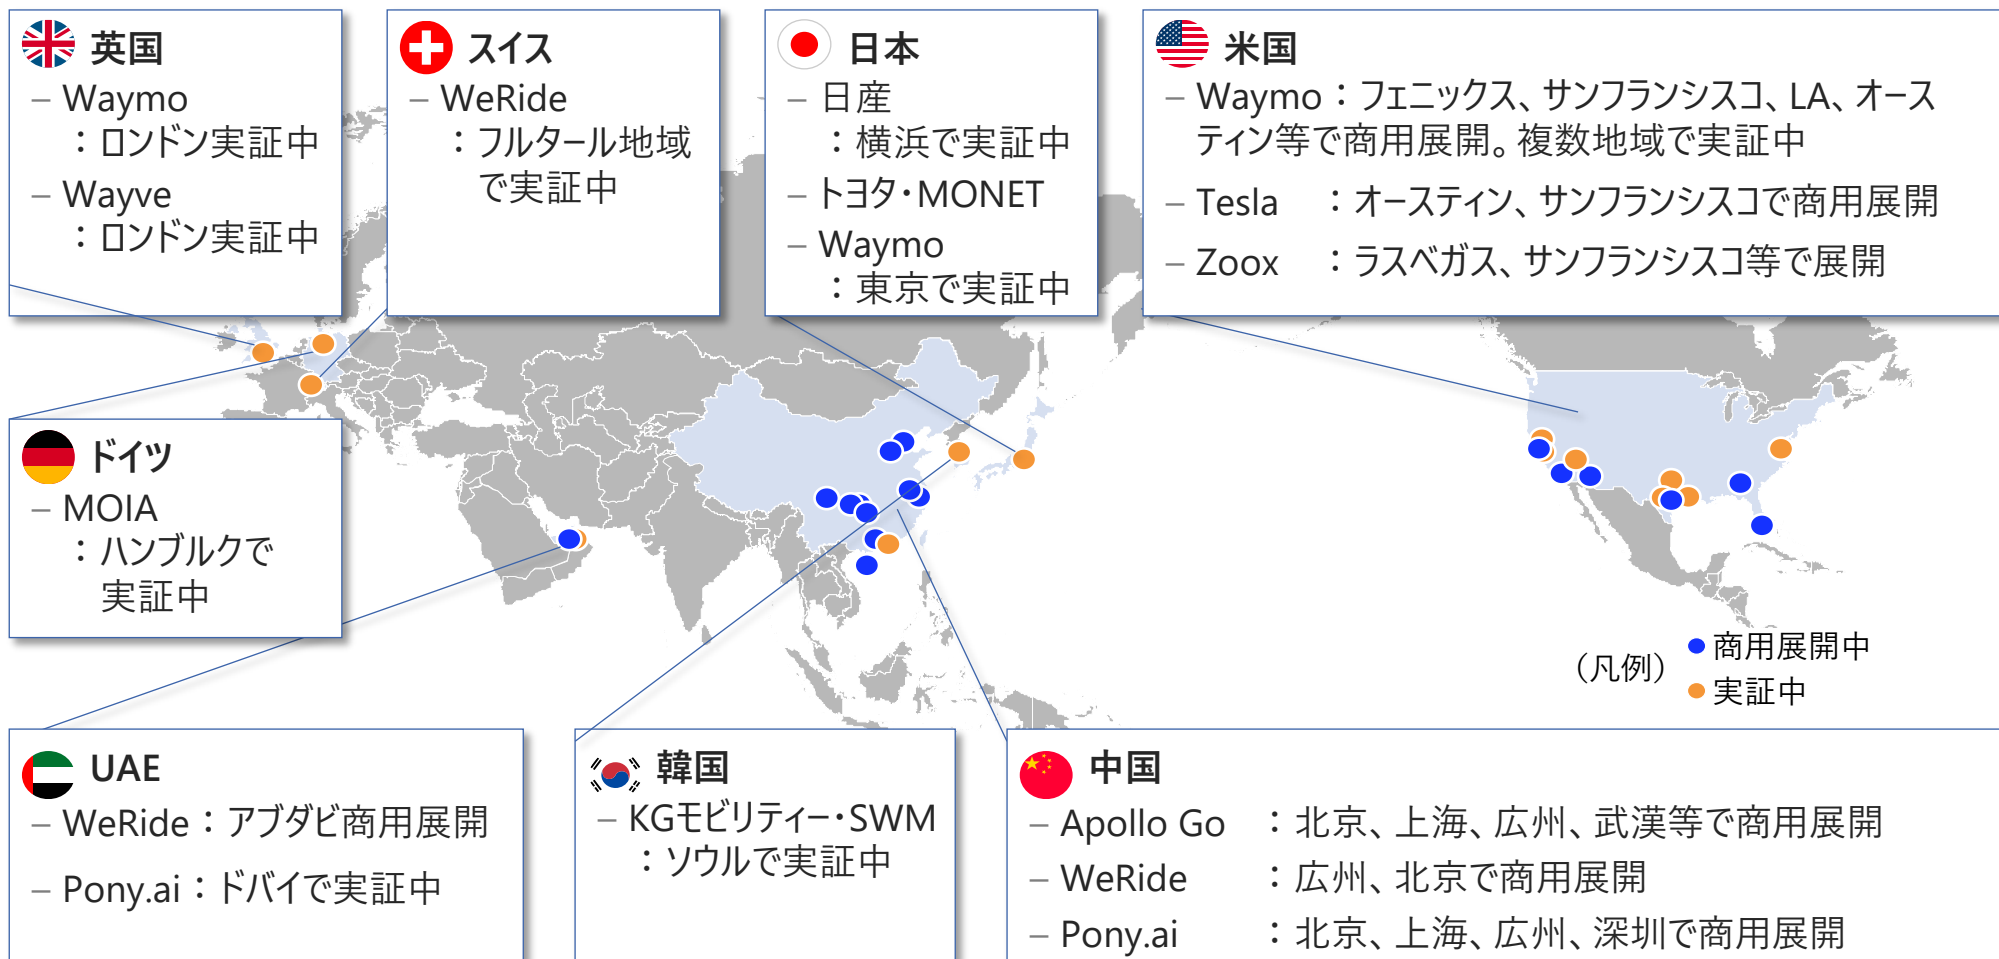 英国
– Waymo
：ロンドン実証中
– Wayve
：ロンドン実証中
スイス
– WeRide
：フルタール地域
で実証中
日本
– 日産
：横浜で実証中
– トヨタ・MONET
– Waymo
：東京で実証中
米国
– Waymo：フェニックス、サンフランシスコ、LA、オース
ティン等で商用展開。複数地域で実証中
– Tesla ：オースティン、サンフランシスコで商用展開
– Zoox ：ラスベガス、サンフランシスコ等で展開
ドイツ
– MOIA
：ハンブルクで
実証中
（凡例）
商用展開中
実証中
UAE
– WeRide：アブダビ商用展開
– Pony.ai：ドバイで実証中
韓国
– KGモビリティー・SWM
：ソウルで実証中
中国
– Apollo Go ：北京、上海、広州、武漢等で商用展開
– WeRide ：広州、北京で商用展開
– Pony.ai ：北京、上海、広州、深圳で商用展開